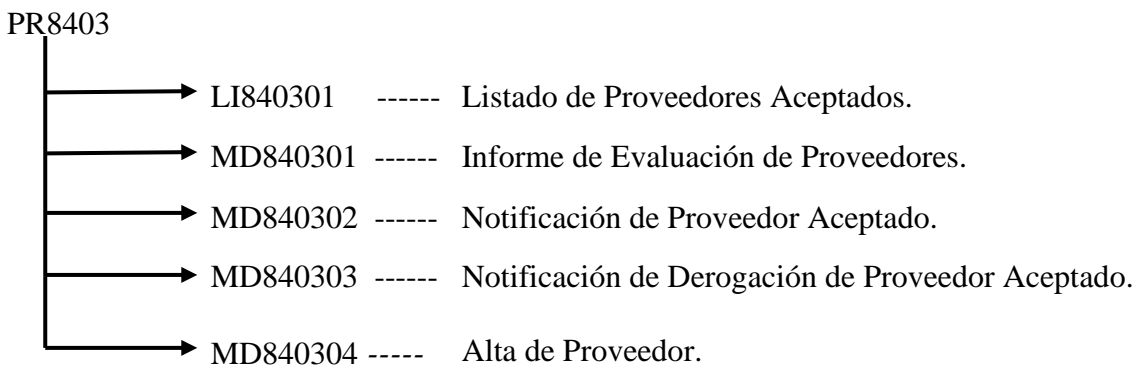 PR8403
LI840301 ------ Listado de Proveedores Aceptados.
MD840301 ------ Informe de Evaluación de Proveedores.
MD840302 ------ Notificación de Proveedor Aceptado.
MD840303 ------ Notificación de Derogación de Proveedor Aceptado.
MD840304 ----- Alta de Proveedor.